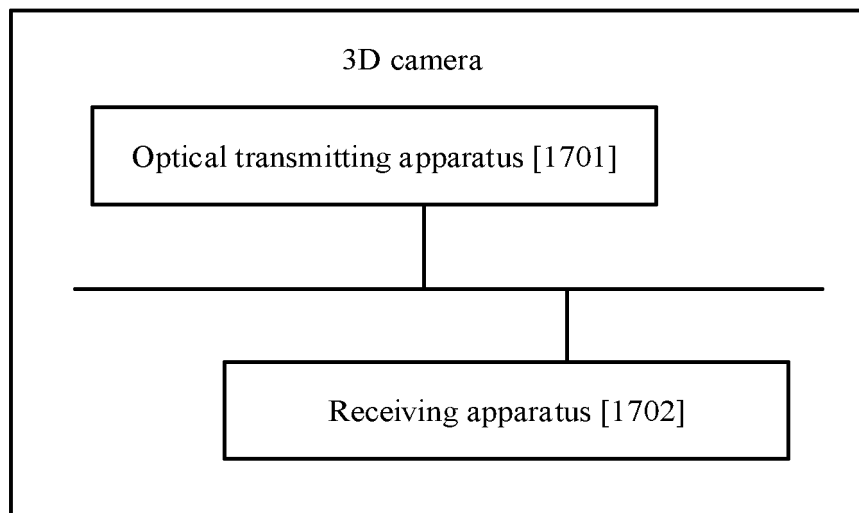 3D camera
Optical transmitting apparatus [1701]
Receiving apparatus [1702]